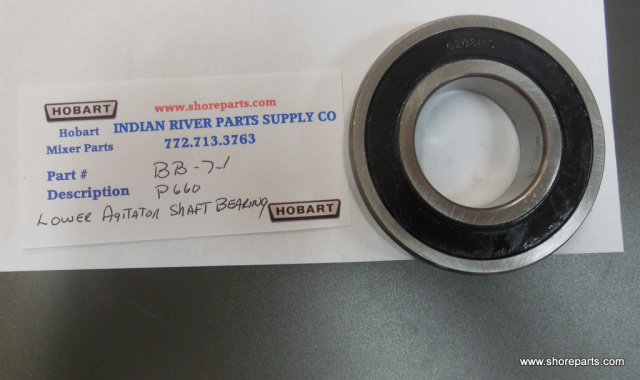 HOBART
www.shoreparts.com
Hobart INDIAN RIVER PARTS SUPPLY CO
Mixer Parts 772.713.3763
Part # BB-7-1
Description P660
LOWER AGITATOR SHAFT BEARING
HOBART
www.shoreparts.com